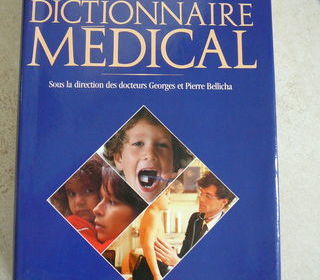 DICTIONNAIRE
MEDICAL
Sous la direction des docteurs Georges et Pierre Bellicha